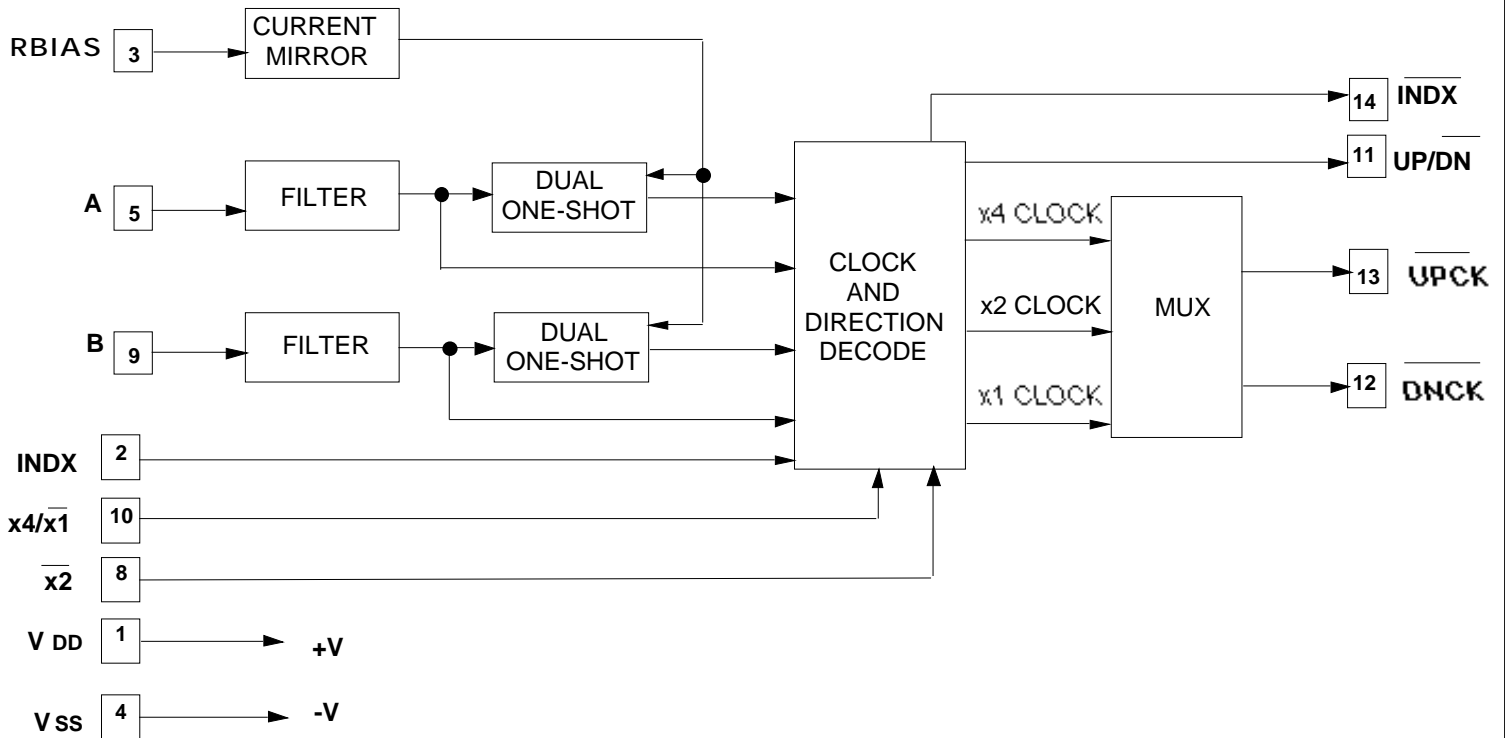 RBIAS 3
CURRENT
MIRROR
14 INDX
11 UP/DN
A 5
FILTER
DUAL
ONE-SHOT
x4 CLOCK
CLOCK
AND
DIRECTION
DECODE
x2 CLOCK
MUX
13 UPCK
B 9
FILTER
DUAL
ONE-SHOT
x1 CLOCK
12 DNCK
INDX 2
x4/x1 10
x2 8
V DD 1 +V
V SS 4 -V